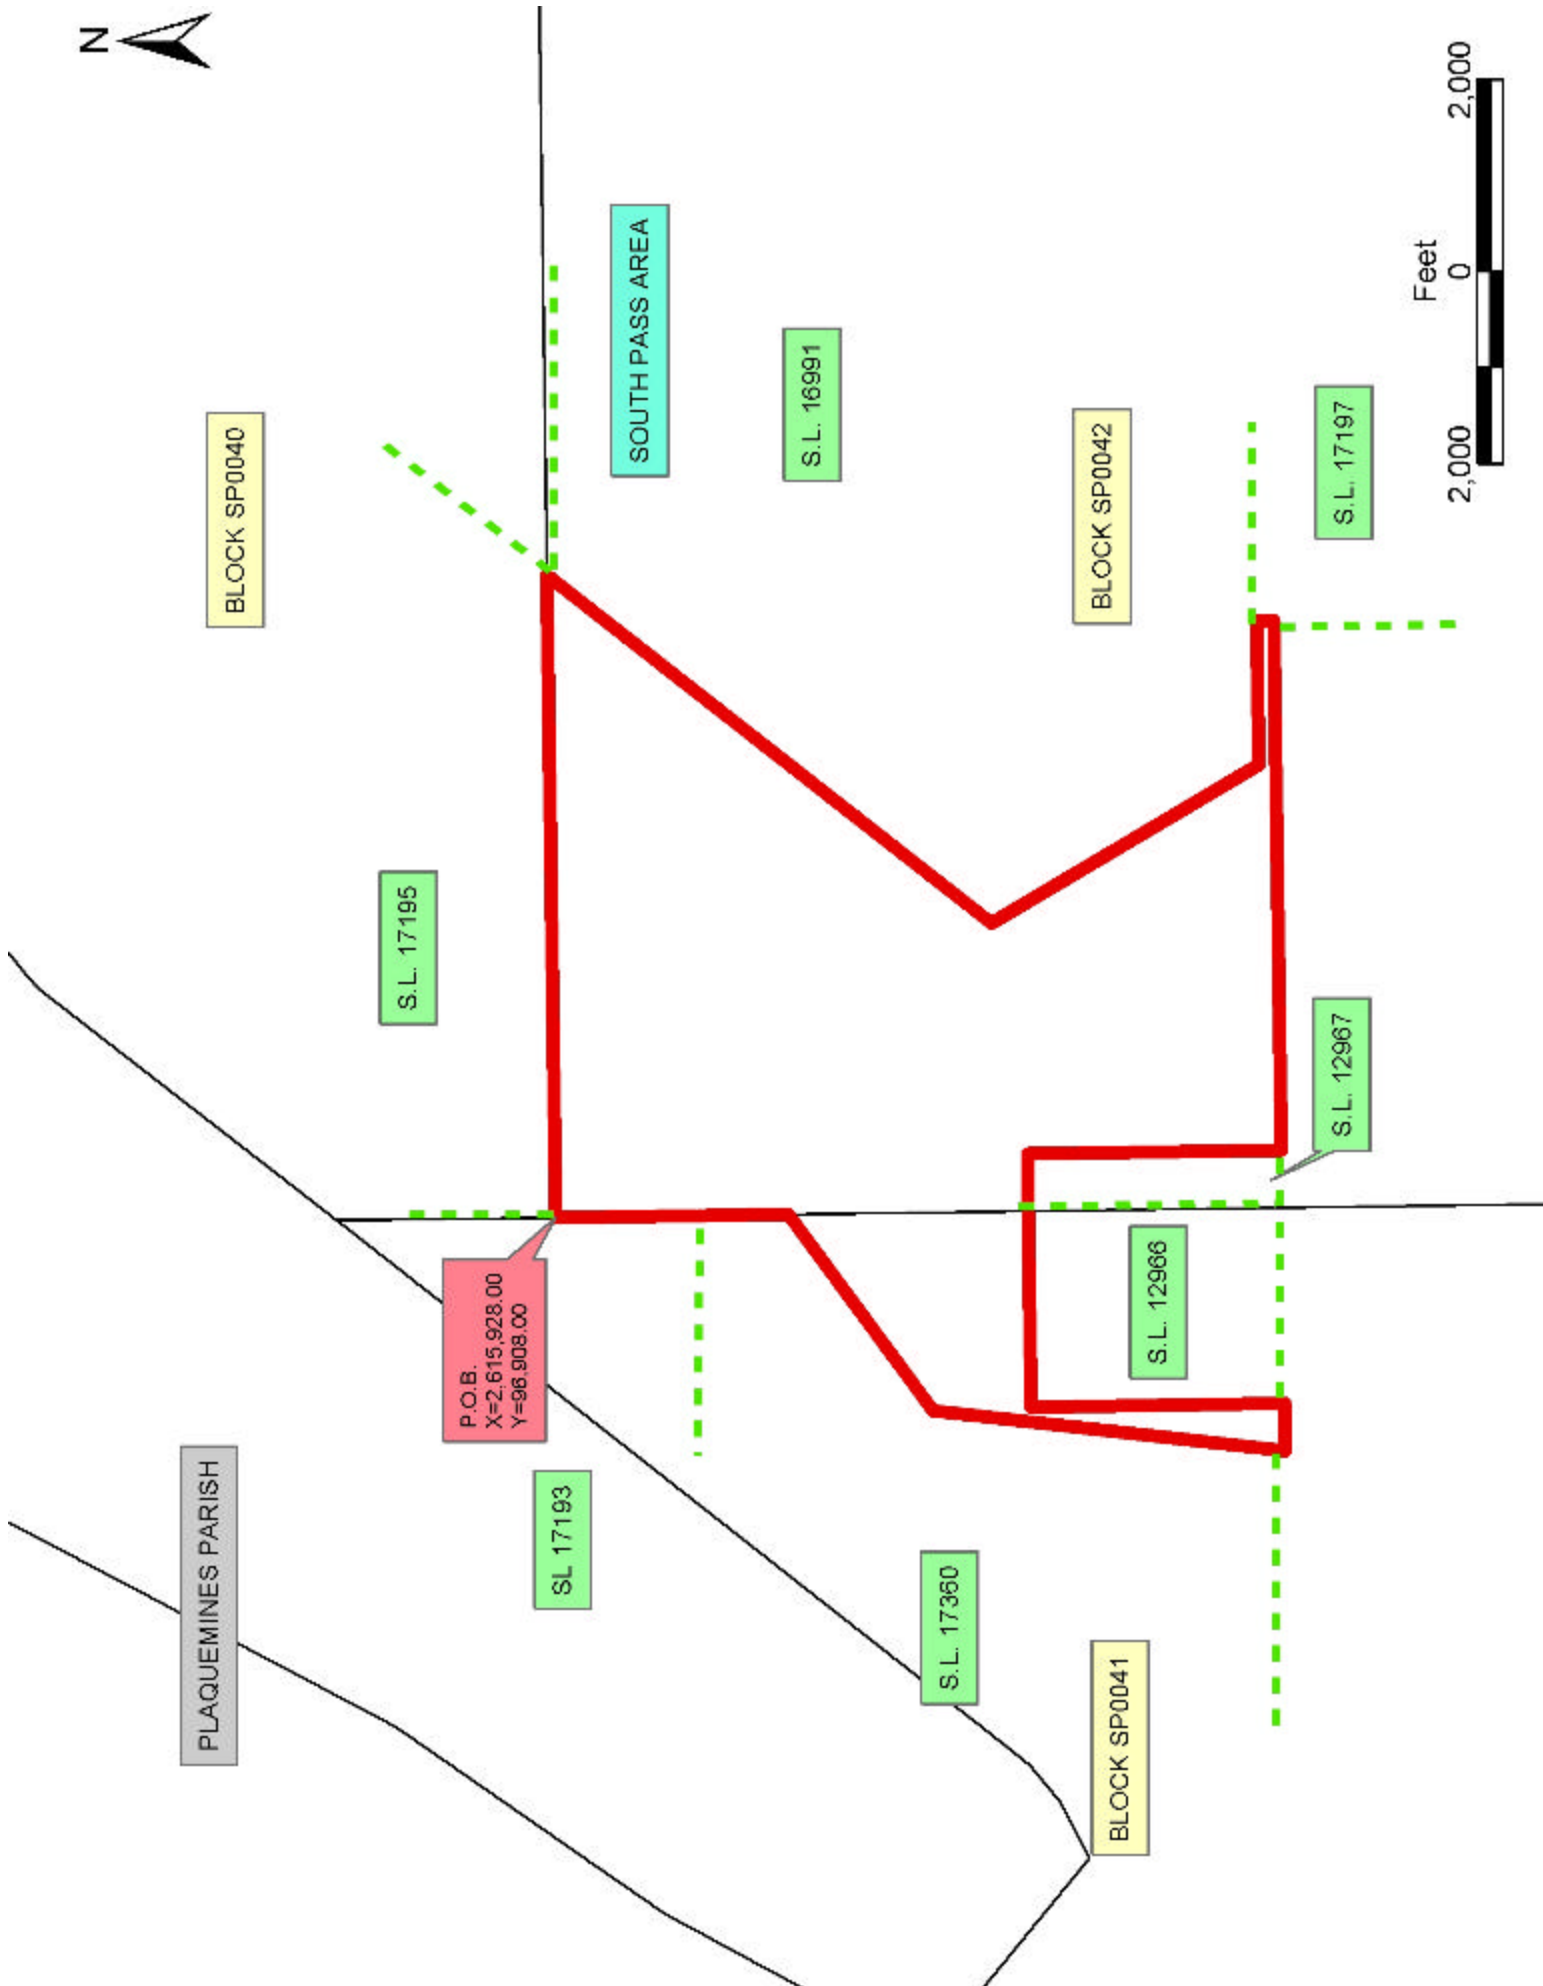 N
PLAQUEMINES PARISH
BLOCK SP0040
S.L. 17195
P.O.B.
X=2,615,928.00
Y=96,908.00
SL 17193
SOUTH PASS AREA
S.L. 16991
S.L. 17360
BLOCK SP0041
S.L. 12966
BLOCK SP0042
S.L. 12967
S.L. 17197
Feet
2,000 0 2,000